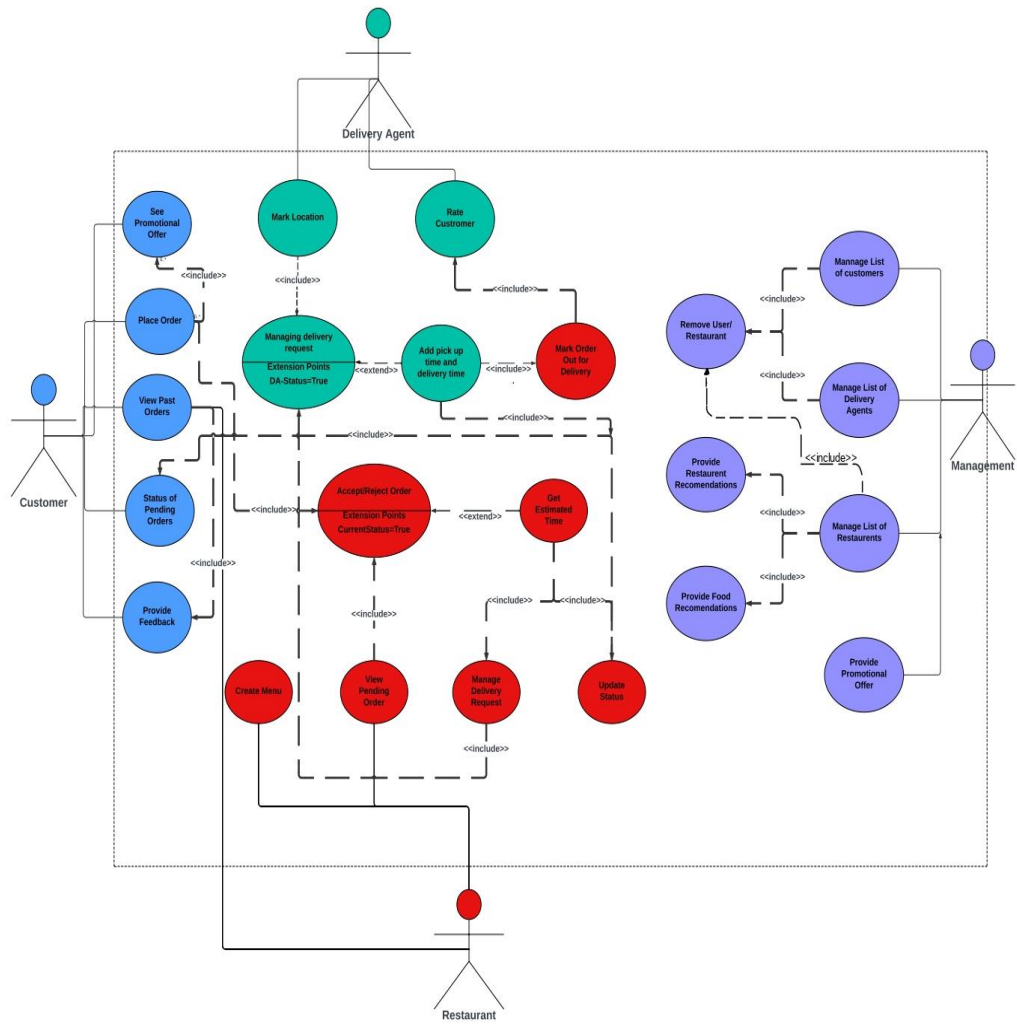 Delivery Agent
See
Promotional
Offer
Mark Location
Rate
Customer
<<include>>
<<include>>
<<include>>
Mannage List
of customers
<<include>>
Place Order
Managing delivery
request
Extension Points
DA-Status=True
<<extend>>
Add pick up
time and
delivery time
<<include>>
Mark Order
Out for
Delivery
Remove User/
Restaurant
<<include>>
View Past
Orders
<<include>>
<<include>>
Manage List of
Delivery
Agents
Customer
Management
<<include>>
Status of
Pending
Orders
<<include>>
Accept/Reject Order
Extension Points
CurrentStatus=True
<<extend>>
Get
Estimated
Time
Provide
Restaurent
Recomendations
<<include>>
Manage List of
Restaurents
<<include>>
<<include>>
Provide
Feedback
<<include>>
<<include>>
<<include>>
Provide Food
Recomendations
Create Menu
View
Pending
Order
Manage
Delivery
Request
Update
Status
Provide
Promotional
Offer
<<include>>
Restaurant